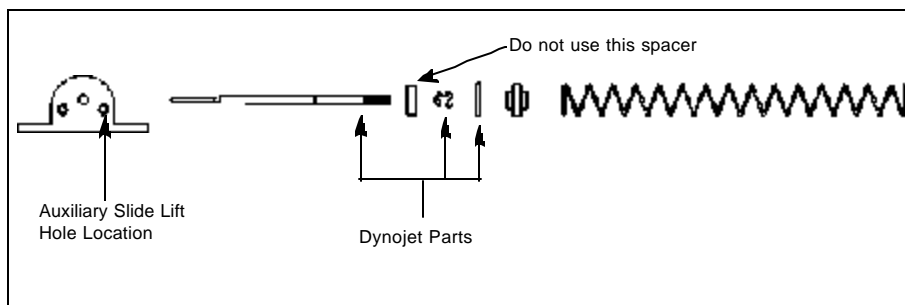 Do not use this spacer
Auxiliary Slide Lift
Hole Location
Dynojet Parts